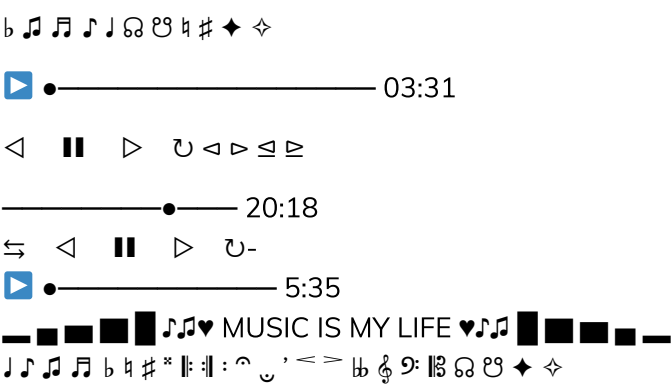 ♭ ♫ ♬ ♪ ♩ ☊ ☋ ♮ ♯ ✦ ✧
▶ ●─────────────────── 03:31
◁ ❚❚ ▷ ↻ ⊲ ⊳ ⊴ ⊵
──────────●──── 20:18
⇆ ◁ ❚❚ ▷ ↻-
▶ ●───────────── 5:35
▂ ▄ ▅ ▇ █ ♪♫♥ MUSIC IS MY LIFE ♥♪♫ █ ▇ ▅ ▄ ▂
♩ ♪ ♫ ♬ ♭ ♮ ♯ 𝄪 𝄆 𝄇 : 𝄐 𝄑 ’ 𝆒 𝆓 𝄫 𝄞 𝄢 𝄡 ☊ ☋ ✦ ✧